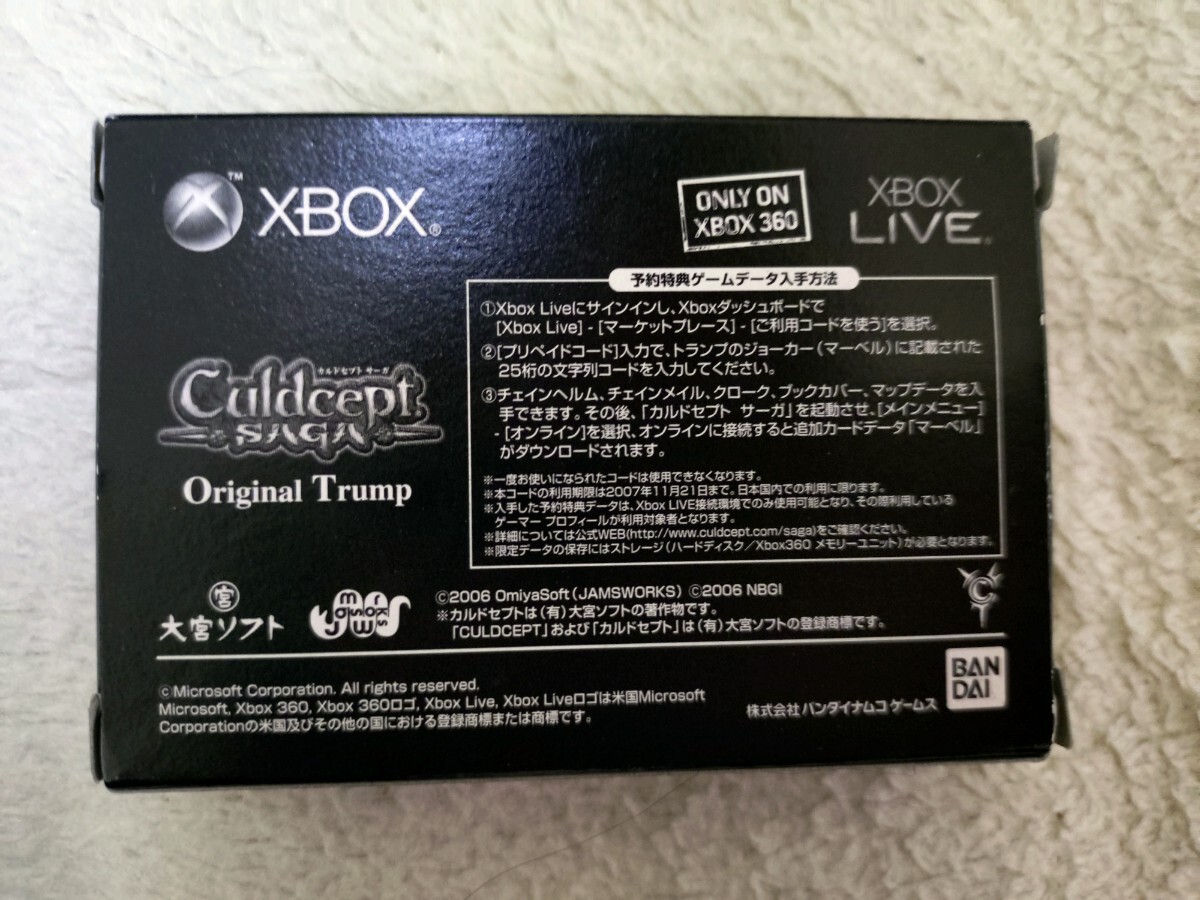 XBOX®
ONLY ON
XBOX 360
XBOX
LIVE®
予約特典ゲームデータ入手方法
①Xbox Liveにサインインし、Xboxダッシュボードで
[Xbox Live] - [マーケットプレース] - [ご利用コードを使う]を選択。
②[プリペイドコード]入力で、トランプのジョーカー(マーベル)に記載された
25桁の文字列コードを入力してください。
③チェインヘルム、チェインメイル、クローク、ブックカバー、マップデータを入
手できます。その後、「カルドセプト サーガ」を起動させ、[メインメニュー]
- [オンライン]を選択、オンラインに接続すると追加カードデータ「マーベル」
がダウンロードされます。
※一度お使いになられたコードは使用できなくなります。
※本コードの利用期限は2007年11月21日まで。日本国内での利用に限ります。
※入手した予約特典データは、Xbox LIVE接続環境でのみ使用可能となり、その際利用している
ゲーマー プロフィールが利用対象者となります。
※詳細については公式WEB(http://www.culdcept.com/saga)をご確認ください。
※限定データの保存にはストレージ(ハードディスク/Xbox360 メモリーユニット)が必要となります。
カルドセプト サーガ
Culdcept
SAGA
Original Trump
宮
大宮ソフト
Jamsworks
©2006 OmiyaSoft (JAMSWORKS) ©2006 NBGI
※カルドセプトは(有)大宮ソフトの著作物です。
「CULDCEPT」および「カルドセプト」は(有)大宮ソフトの登録商標です。
C
©Microsoft Corporation. All rights reserved.
Microsoft, Xbox 360, Xbox 360ロゴ, Xbox Live, Xbox Liveロゴは米国Microsoft
Corporationの米国及びその他の国における登録商標または商標です。
株式会社 バンダイナムコ ゲームス
BAN
DAI